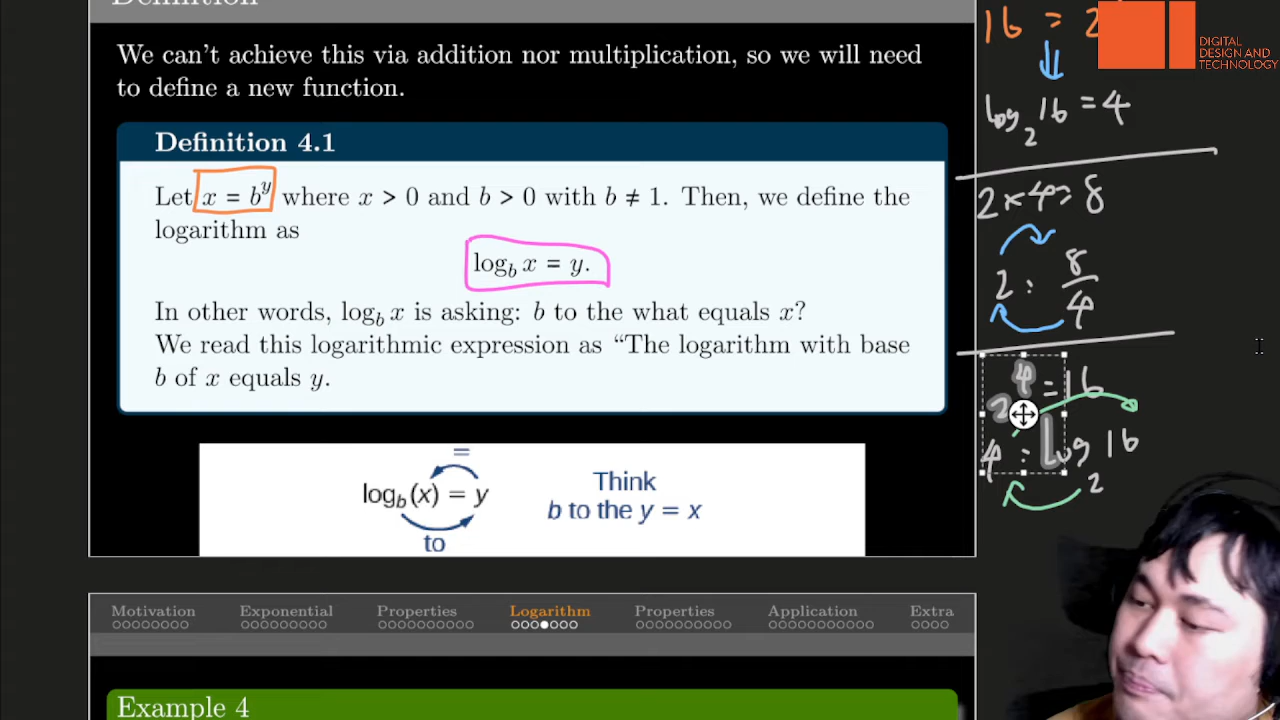 Definition
We can't achieve this via addition nor multiplication, so we will need
to define a new function.
Definition 4.1
Let x = b^y where x > 0 and b > 0 with b ≠ 1. Then, we define the
logarithm as
log_b x = y.
In other words, log_b x is asking: b to the what equals x?
We read this logarithmic expression as “The logarithm with base
b of x equals y.
=
log_b(x) = y
to
Think
b to the y = x
Motivation Exponential Properties Logarithm Properties Application Extra
Example 4
16 = 2
DIGITAL
DESIGN AND
TECHNOLOGY
log_2 16 = 4
2 × 4 = 8
2 = 8/4
2^4 = 16
4 = log_2 16